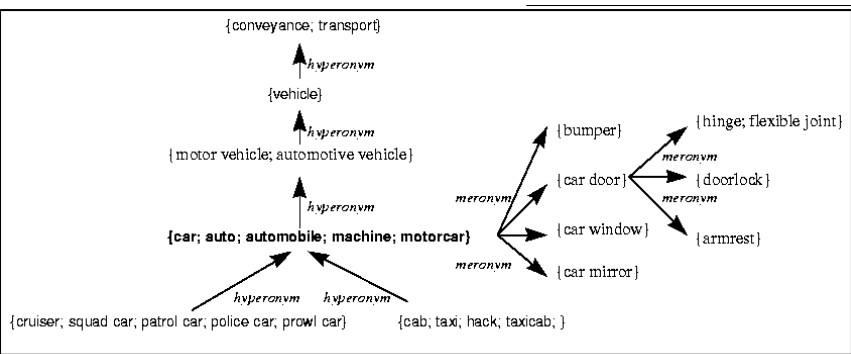 {conveyance; transport}
hyperonym
{vehicle}
hyperonym
{motor vehicle; automotive vehicle}
hyperonym
{car; auto; automobile; machine; motorcar}
hyperonym
hyperonym
{cruiser; squad car; patrol car; police car; prowl car}
{cab; taxi; hack; taxicab; }
meronym
meronym
{bumper}
{car door}
{car window}
{car mirror}
meronym
meronym
{hinge; flexible joint}
{doorlock}
{armrest}